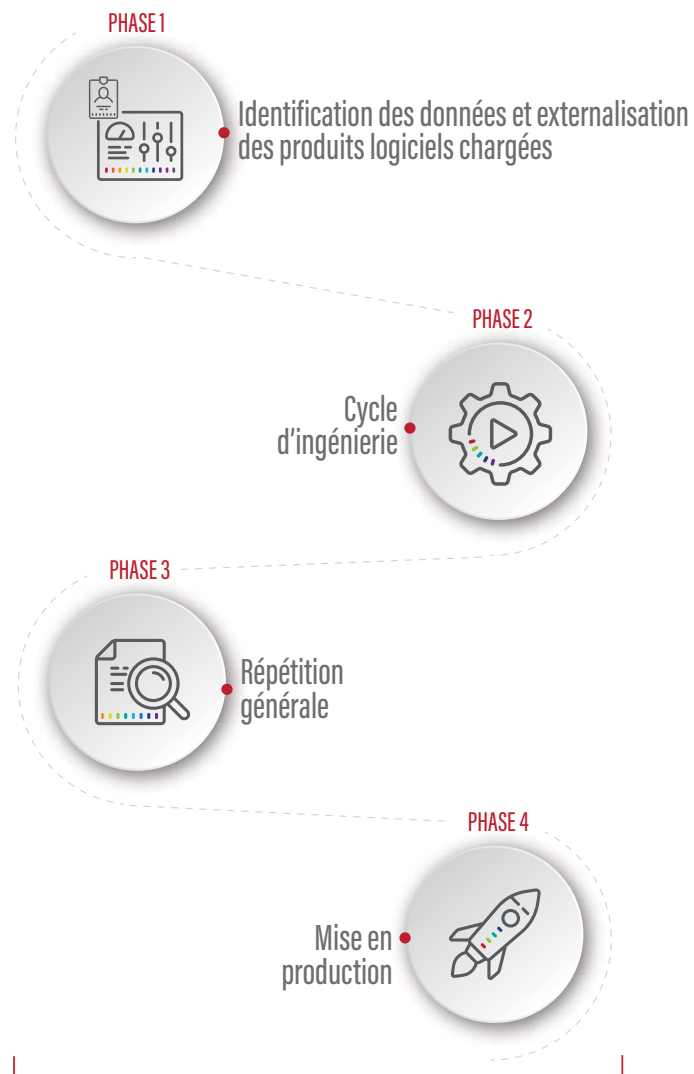 PHASE 1
Identification des données et externalisation
des produits logiciels chargées
PHASE 2
Cycle
d'ingénierie
PHASE 3
Répétition
générale
PHASE 4
Mise en
production